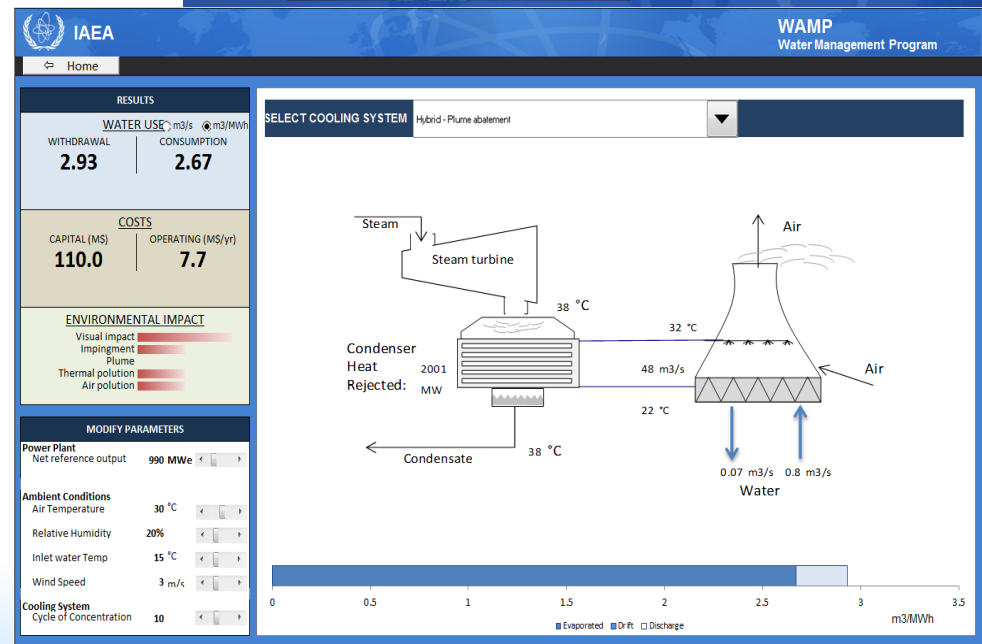 IAEA
WAMP
Water Management Program
⇦ Home
RESULTS
WATER USE m3/s m3/MWh
WITHDRAWAL CONSUMPTION
2.93 2.67
COSTS
CAPITAL (M$) OPERATING (M$/yr)
110.0 7.7
ENVIRONMENTAL IMPACT
Visual impact
Impingment
Plume
Thermal polution
Air polution
MODIFY PARAMETERS
Power Plant
Net reference output 990 MWe
Ambient Conditions
Air Temperature 30 °C
Relative Humidity 20%
Inlet water Temp 15 °C
Wind Speed 3 m/s
Cooling System
Cycle of Concentration 10
SELECT COOLING SYSTEM Hybrid - Plume abatement
Steam
Steam turbine
Air
38 °C
32 °C
Condenser
Heat
Rejected:
2001
MW
48 m3/s
Air
22 °C
Condensate
38 °C
0.07 m3/s 0.8 m3/s
Water
0 0.5 1 1.5 2 2.5 3 3.5
m3/MWh
Evaporated Drift Discharge